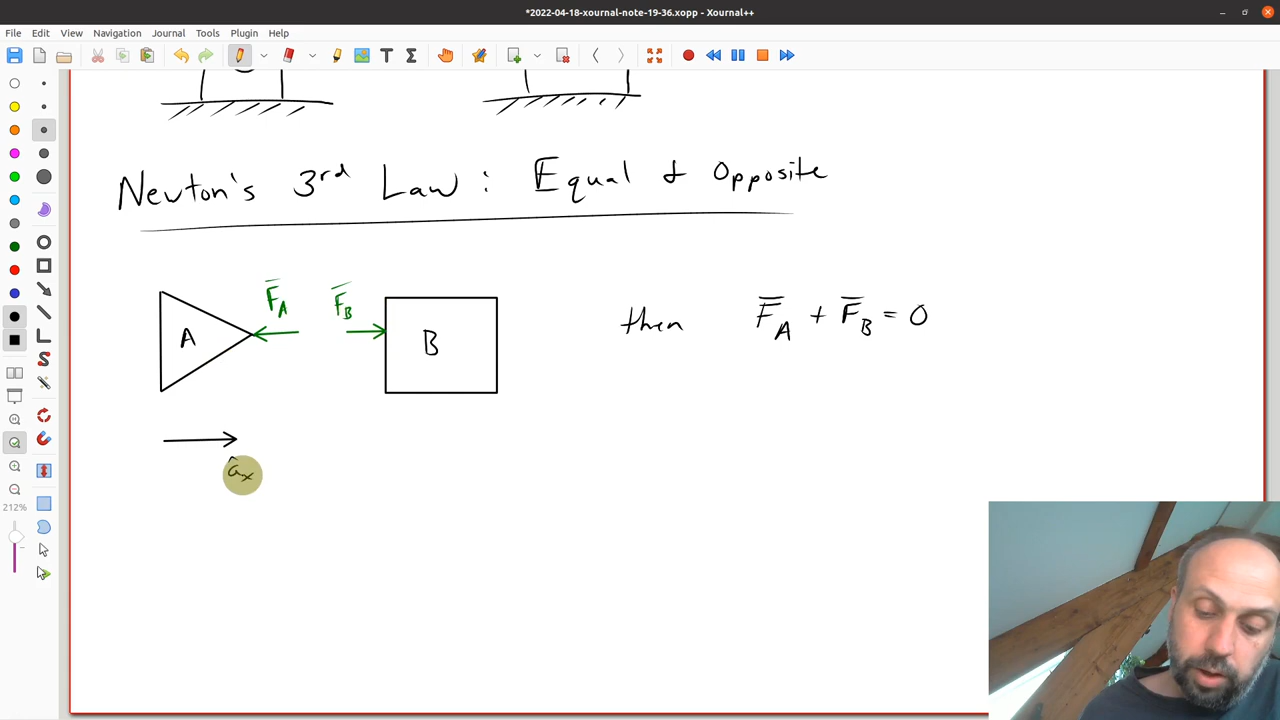 *2022-04-18-xournal-note-19-36.xopp - Xournal++
File Edit View Navigation Journal Tools Plugin Help
Newton's 3rd Law: Equal & Opposite
F̅A F̅B
A B then F̅A + F̅B = 0
âx
212%